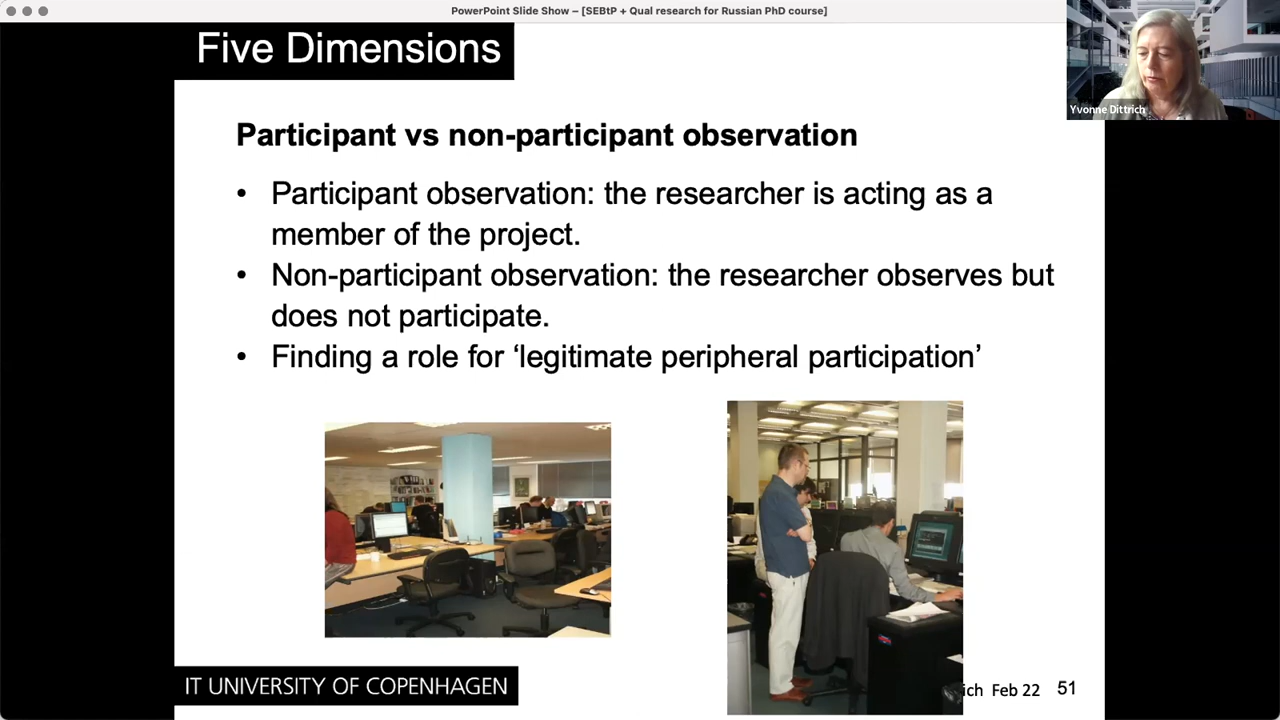 PowerPoint Slide Show – [SEBtP + Qual research for Russian PhD course]
Five Dimensions
Yvonne Dittrich
Participant vs non-participant observation
• Participant observation: the researcher is acting as a
member of the project.
• Non-participant observation: the researcher observes but
does not participate.
• Finding a role for ‘legitimate peripheral participation’
IT UNIVERSITY OF COPENHAGEN
ich Feb 22 51